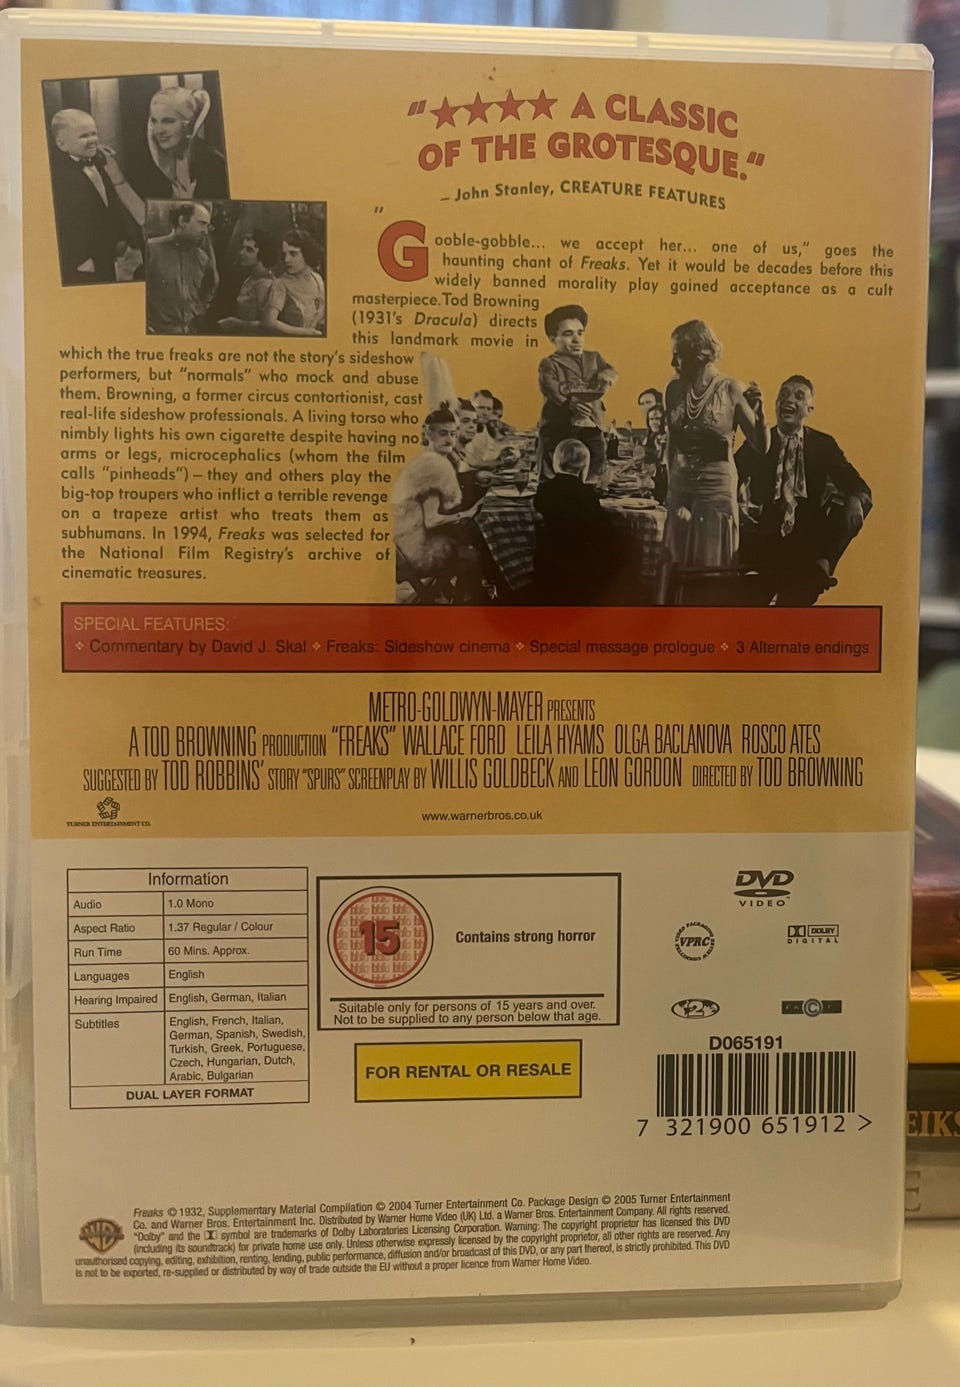 "★★★★ A CLASSIC
OF THE GROTESQUE."
– John Stanley, CREATURE FEATURES
"Gooble-gobble... we accept her... one of us," goes the
haunting chant of Freaks. Yet it would be decades before this
widely banned morality play gained acceptance as a cult
masterpiece.Tod Browning
(1931's Dracula) directs
this landmark movie in
which the true freaks are not the story's sideshow
performers, but "normals" who mock and abuse
them. Browning, a former circus contortionist, cast
real-life sideshow professionals. A living torso who
nimbly lights his own cigarette despite having no
arms or legs, microcephalics (whom the film
calls "pinheads") – they and others play the
big-top troupers who inflict a terrible revenge
on a trapeze artist who treats them as
subhumans. In 1994, Freaks was selected for
the National Film Registry's archive of
cinematic treasures.
SPECIAL FEATURES:
❖ Commentary by David J. Skal ❖ Freaks: Sideshow cinema ❖ Special message prologue ❖ 3 Alternate endings
METRO-GOLDWYN-MAYER PRESENTS
A TOD BROWNING PRODUCTION "FREAKS" WALLACE FORD LEILA HYAMS OLGA BACLANOVA ROSCO ATES
SUGGESTED BY TOD ROBBINS' STORY "SPURS" SCREENPLAY BY WILLIS GOLDBECK AND LEON GORDON DIRECTED BY TOD BROWNING
TURNER ENTERTAINMENT CO.
www.warnerbros.co.uk
Information
Audio 1.0 Mono
Aspect Ratio 1.37 Regular / Colour
Run Time 60 Mins. Approx.
Languages English
Hearing Impaired English, German, Italian
Subtitles English, French, Italian,
German, Spanish, Swedish,
Turkish, Greek, Portuguese,
Czech, Hungarian, Dutch,
Arabic, Bulgarian
DUAL LAYER FORMAT
15
Contains strong horror
Suitable only for persons of 15 years and over.
Not to be supplied to any person below that age.
FOR RENTAL OR RESALE
DVD
VIDEO
VPRC
DOLBY
DIGITAL
2
D065191
7 321900 651912 >
Freaks © 1932, Supplementary Material Compilation © 2004 Turner Entertainment Co. Package Design © 2005 Turner Entertainment
Co. and Warner Bros. Entertainment Inc. Distributed by Warner Home Video (UK) Ltd. a Warner Bros. Entertainment Company. All rights reserved.
"Dolby" and the symbol are trademarks of Dolby Laboratories Licensing Corporation. Warning: The copyright proprietor has licensed this DVD
(including its soundtrack) for private home use only. Unless otherwise expressly licensed by the copyright proprietor, all other rights are reserved. Any
unauthorised copying, editing, exhibition, renting, lending, public performance, diffusion and/or broadcast of this DVD, or any part thereof, is strictly prohibited. This DVD
is not to be exported, re-supplied or distributed by way of trade outside the EU without a proper licence from Warner Home Video.
WB